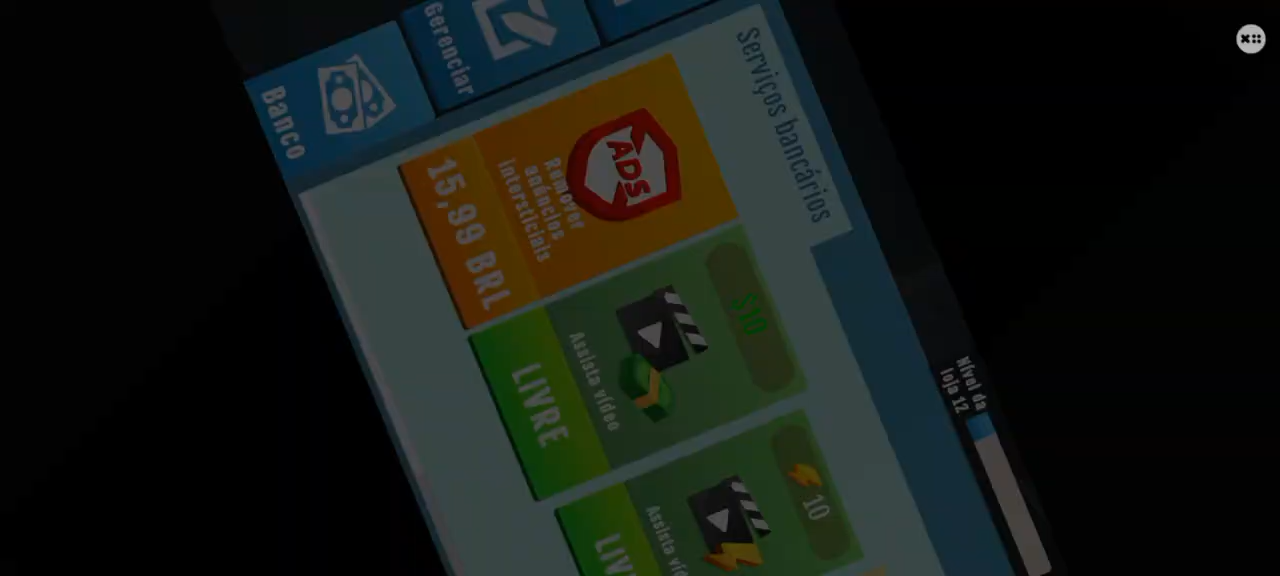 Banco
Gerenciar
Serviços bancários
ADS
Remover
anúncios
intersticiais
15,99 BRL
$10
Assista vídeo
LIVRE
10
Assista
Nível da
loja 12